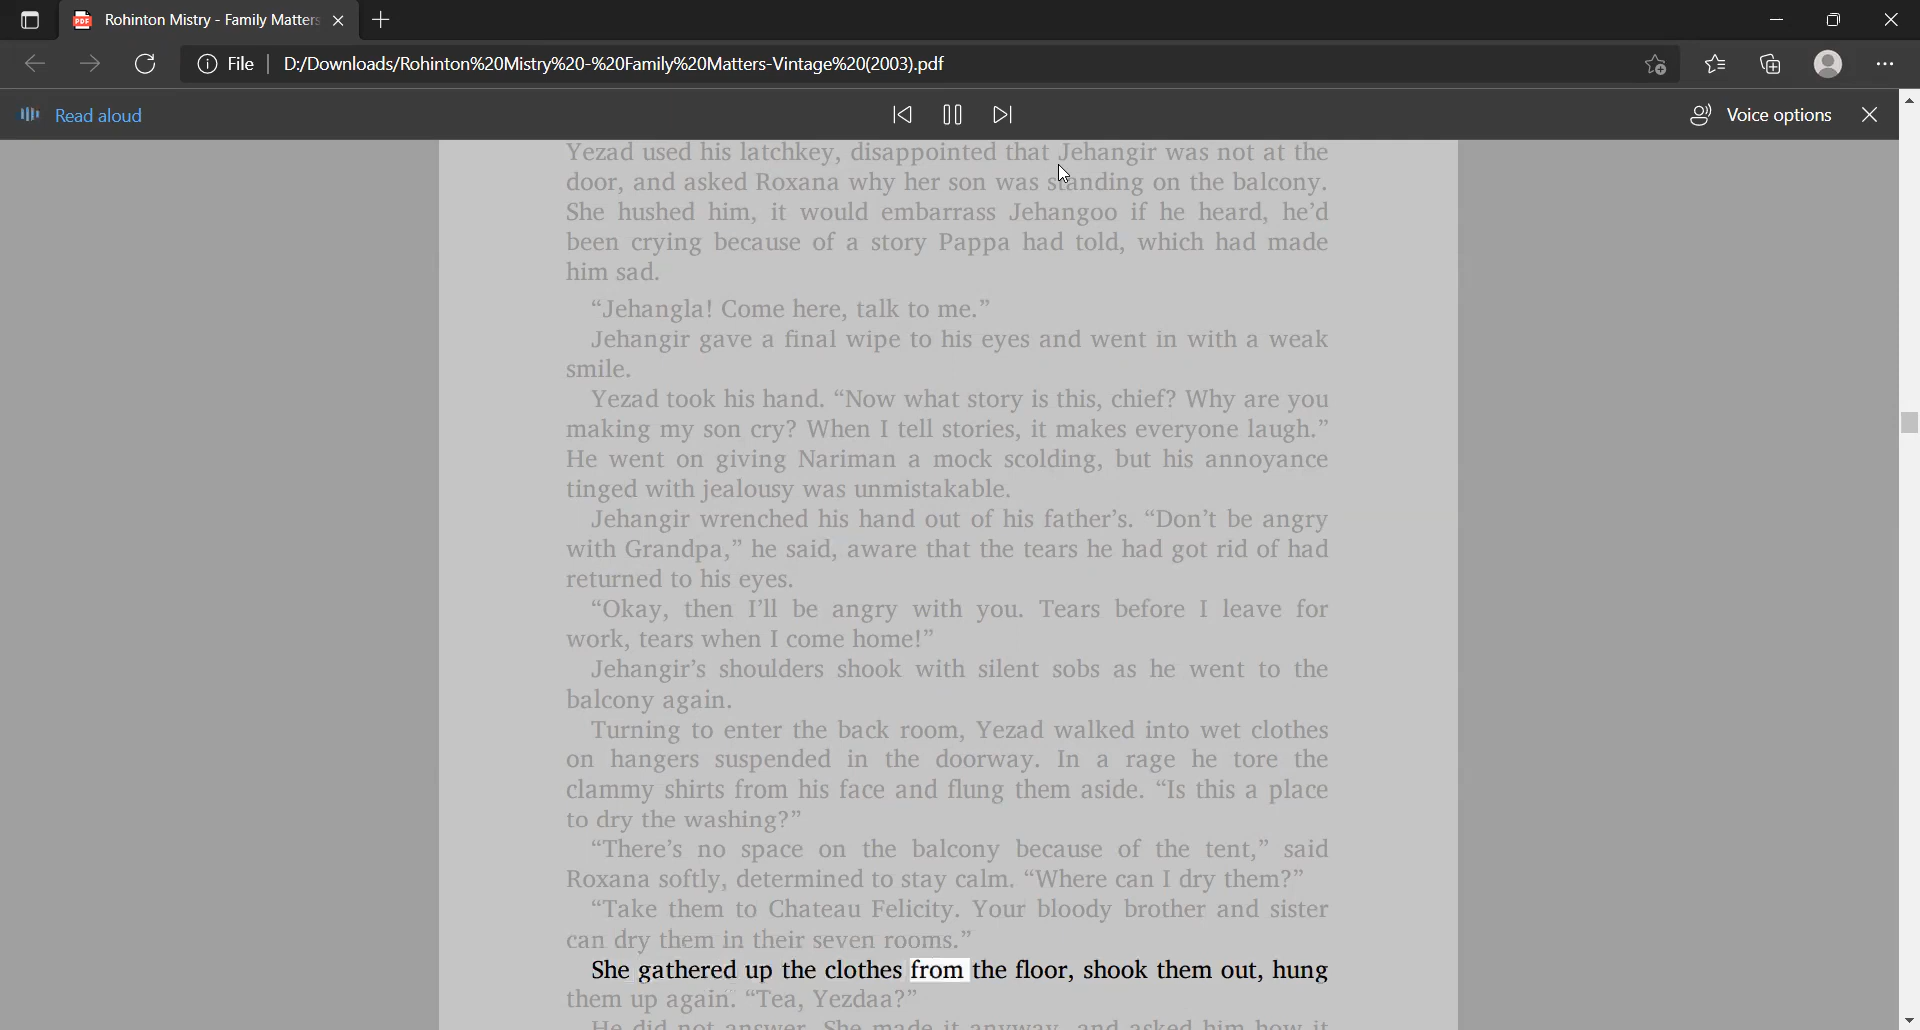 Rohinton Mistry - Family Matters
File D:/Downloads/Rohinton%20Mistry%20-%20Family%20Matters-Vintage%20(2003).pdf
Read aloud
Voice options
Yezad used his latchkey, disappointed that Jehangir was not at the
door, and asked Roxana why her son was standing on the balcony.
She hushed him, it would embarrass Jehangoo if he heard, he’d
been crying because of a story Pappa had told, which had made
him sad.
“Jehangla! Come here, talk to me.”
Jehangir gave a final wipe to his eyes and went in with a weak
smile.
Yezad took his hand. “Now what story is this, chief? Why are you
making my son cry? When I tell stories, it makes everyone laugh.”
He went on giving Nariman a mock scolding, but his annoyance
tinged with jealousy was unmistakable.
Jehangir wrenched his hand out of his father’s. “Don’t be angry
with Grandpa,” he said, aware that the tears he had got rid of had
returned to his eyes.
“Okay, then I’ll be angry with you. Tears before I leave for
work, tears when I come home!”
Jehangir’s shoulders shook with silent sobs as he went to the
balcony again.
Turning to enter the back room, Yezad walked into wet clothes
on hangers suspended in the doorway. In a rage he tore the
clammy shirts from his face and flung them aside. “Is this a place
to dry the washing?”
“There’s no space on the balcony because of the tent,” said
Roxana softly, determined to stay calm. “Where can I dry them?”
“Take them to Chateau Felicity. Your bloody brother and sister
can dry them in their seven rooms.”
She gathered up the clothes from the floor, shook them out, hung
them up again. “Tea, Yezdaa?”
He did not answer. She made it anyway, and asked him how it